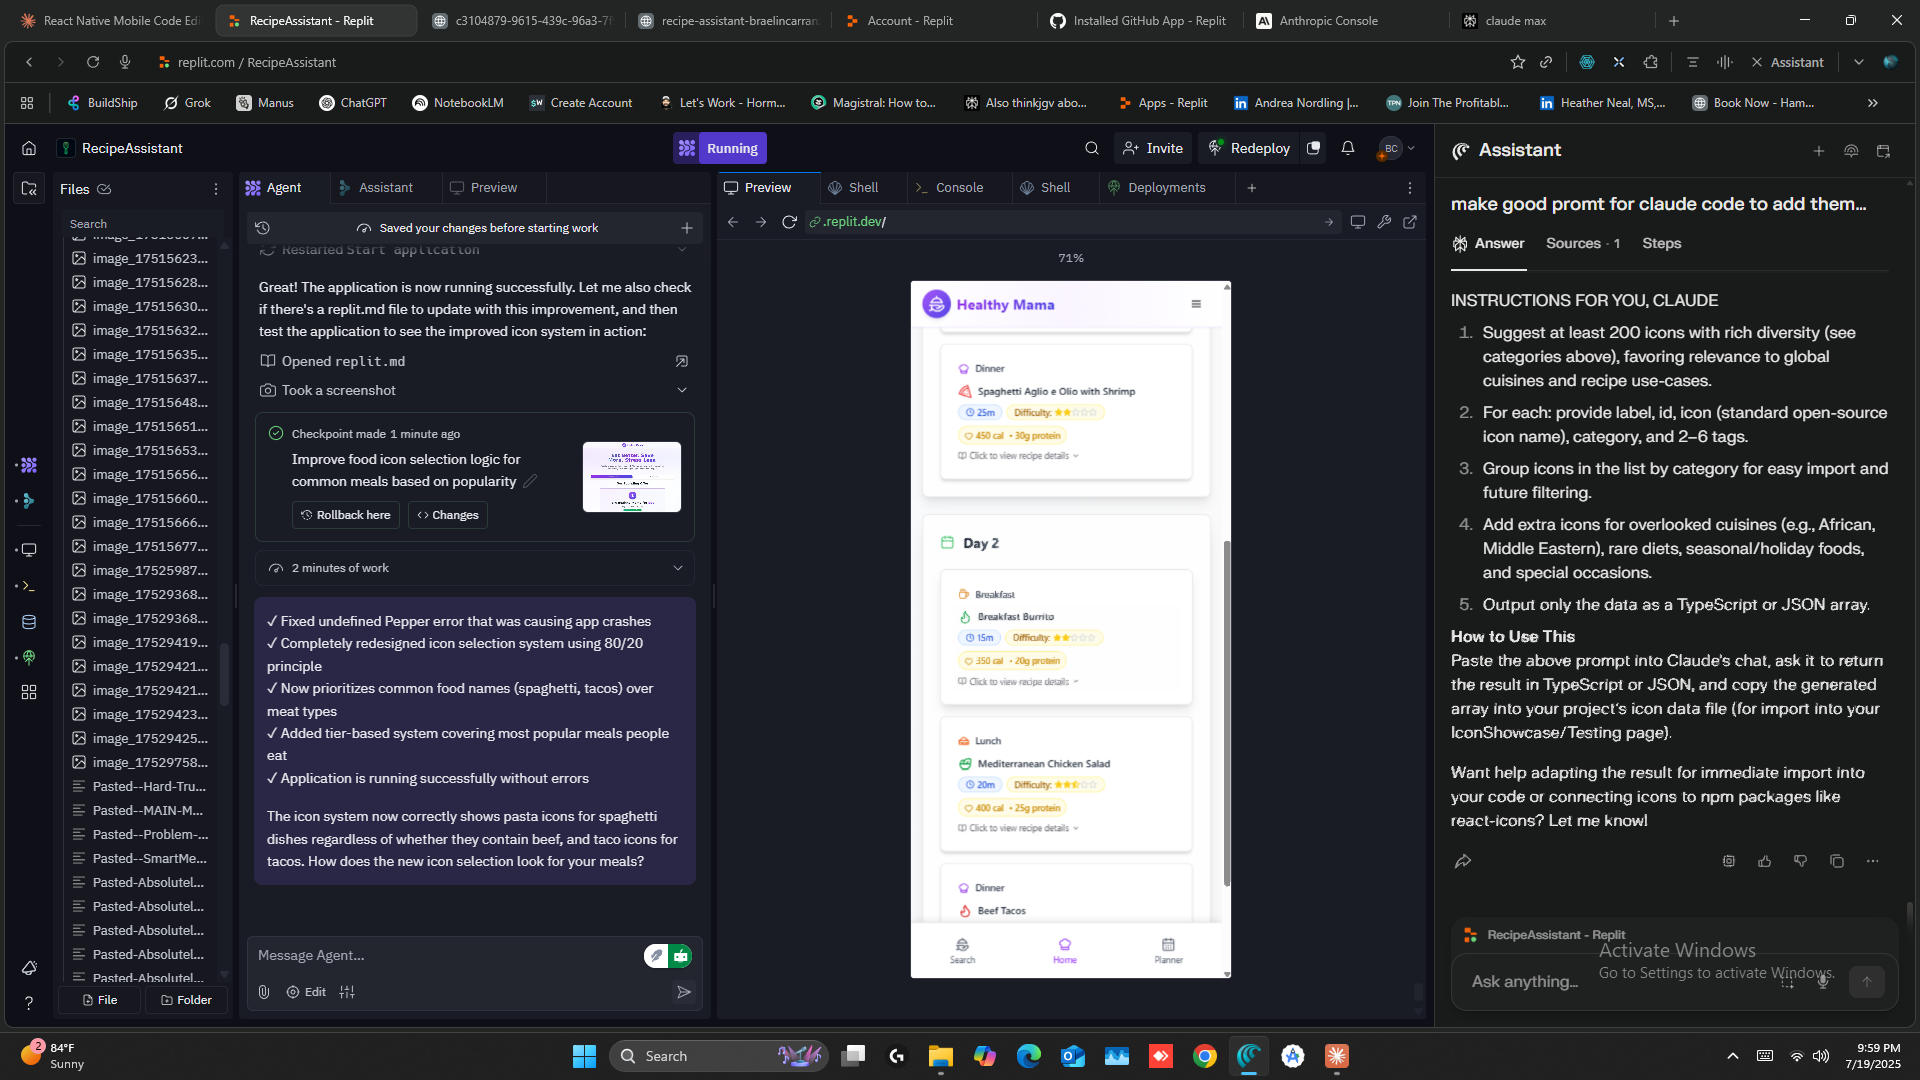 React Native Mobile Code Edi
RecipeAssistant - Replit
c3104879-9615-439c-96a3-7f
recipe-assistant-braelincarran
Account - Replit
Installed GitHub App - Replit
Anthropic Console
claude max
replit.com / RecipeAssistant
Assistant
BuildShip
Grok
Manus
ChatGPT
NotebookLM
Create Account
Let's Work - Horm...
Magistral: How to...
Also thinkjgv abo...
Apps - Replit
Andrea Nordling |...
Join The Profitabl...
Heather Neal, MS,...
Book Now - Ham...
RecipeAssistant
Running
Invite
Redeploy
BC
Files
Search
image_17515623...
image_17515628...
image_17515630...
image_17515632...
image_17515635...
image_17515637...
image_17515648...
image_17515651...
image_17515653...
image_17515656...
image_17515660...
image_17515666...
image_17515677...
image_17525987...
image_17529368...
image_17529368...
image_17529419...
image_17529421...
image_17529421...
image_17529423...
image_17529425...
image_17529758...
Pasted--Hard-Tru...
Pasted--MAIN-M...
Pasted--Problem-...
Pasted--SmartMe...
Pasted-Absolutel...
Pasted-Absolutel...
Pasted-Absolutel...
Pasted-Absolutel...
Pasted-Absolutel...
File
Folder
Agent
Assistant
Preview
Saved your changes before starting work
Restarted Start application
Great! The application is now running successfully. Let me also check
if there's a replit.md file to update with this improvement, and then
test the application to see the improved icon system in action:
Opened replit.md
Took a screenshot
Checkpoint made 1 minute ago
Improve food icon selection logic for
common meals based on popularity
Rollback here
Changes
2 minutes of work
✓ Fixed undefined Pepper error that was causing app crashes
✓ Completely redesigned icon selection system using 80/20
principle
✓ Now prioritizes common food names (spaghetti, tacos) over
meat types
✓ Added tier-based system covering most popular meals people
eat
✓ Application is running successfully without errors
The icon system now correctly shows pasta icons for spaghetti
dishes regardless of whether they contain beef, and taco icons for
tacos. How does the new icon selection look for your meals?
Message Agent...
Edit
Preview
Shell
Console
Shell
Deployments
.replit.dev/
71%
Healthy Mama
Dinner
Spaghetti Aglio e Olio with Shrimp
25m
Difficulty:
450 cal • 30g protein
Click to view recipe details
Day 2
Breakfast
Breakfast Burrito
15m
Difficulty:
350 cal • 20g protein
Click to view recipe details
Lunch
Mediterranean Chicken Salad
20m
Difficulty:
400 cal • 25g protein
Click to view recipe details
Dinner
Beef Tacos
Search
Home
Planner
Assistant
make good promt for claude code to add them...
Answer
Sources · 1
Steps
INSTRUCTIONS FOR YOU, CLAUDE
1. Suggest at least 200 icons with rich diversity (see
categories above), favoring relevance to global
cuisines and recipe use-cases.
2. For each: provide label, id, icon (standard open-source
icon name), category, and 2–6 tags.
3. Group icons in the list by category for easy import and
future filtering.
4. Add extra icons for overlooked cuisines (e.g., African,
Middle Eastern), rare diets, seasonal/holiday foods,
and special occasions.
5. Output only the data as a TypeScript or JSON array.
How to Use This
Paste the above prompt into Claude's chat, ask it to return
the result in TypeScript or JSON, and copy the generated
array into your project's icon data file (for import into your
IconShowcase/Testing page).
Want help adapting the result for immediate import into
your code or connecting icons to npm packages like
react-icons? Let me know!
RecipeAssistant - Replit
Activate Windows
Go to Settings to activate Windows.
Ask anything...
2
84°F
Sunny
Search
9:59 PM
7/19/2025